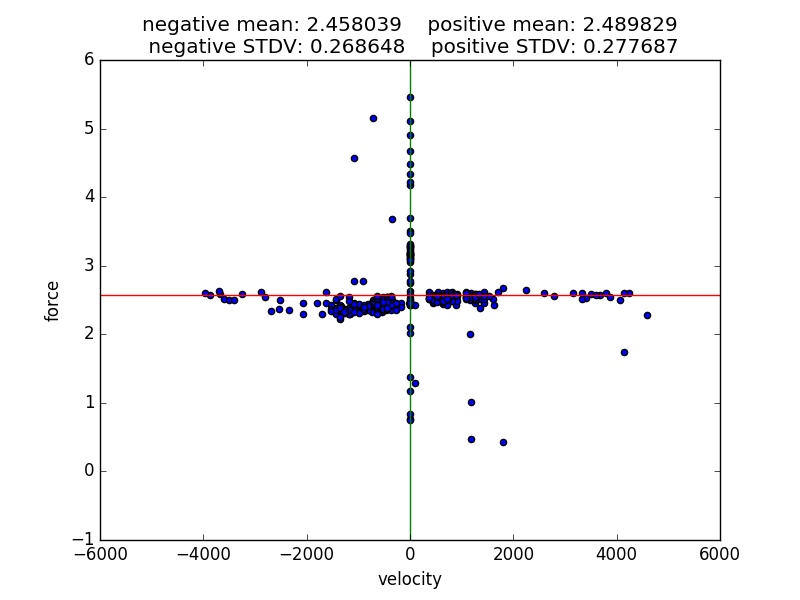 negative mean: 2.458039 positive mean: 2.489829
negative STDV: 0.268648 positive STDV: 0.277687
6
5
4
3
2
1
0
−1
force
−6000 −4000 −2000 0 2000 4000 6000
velocity